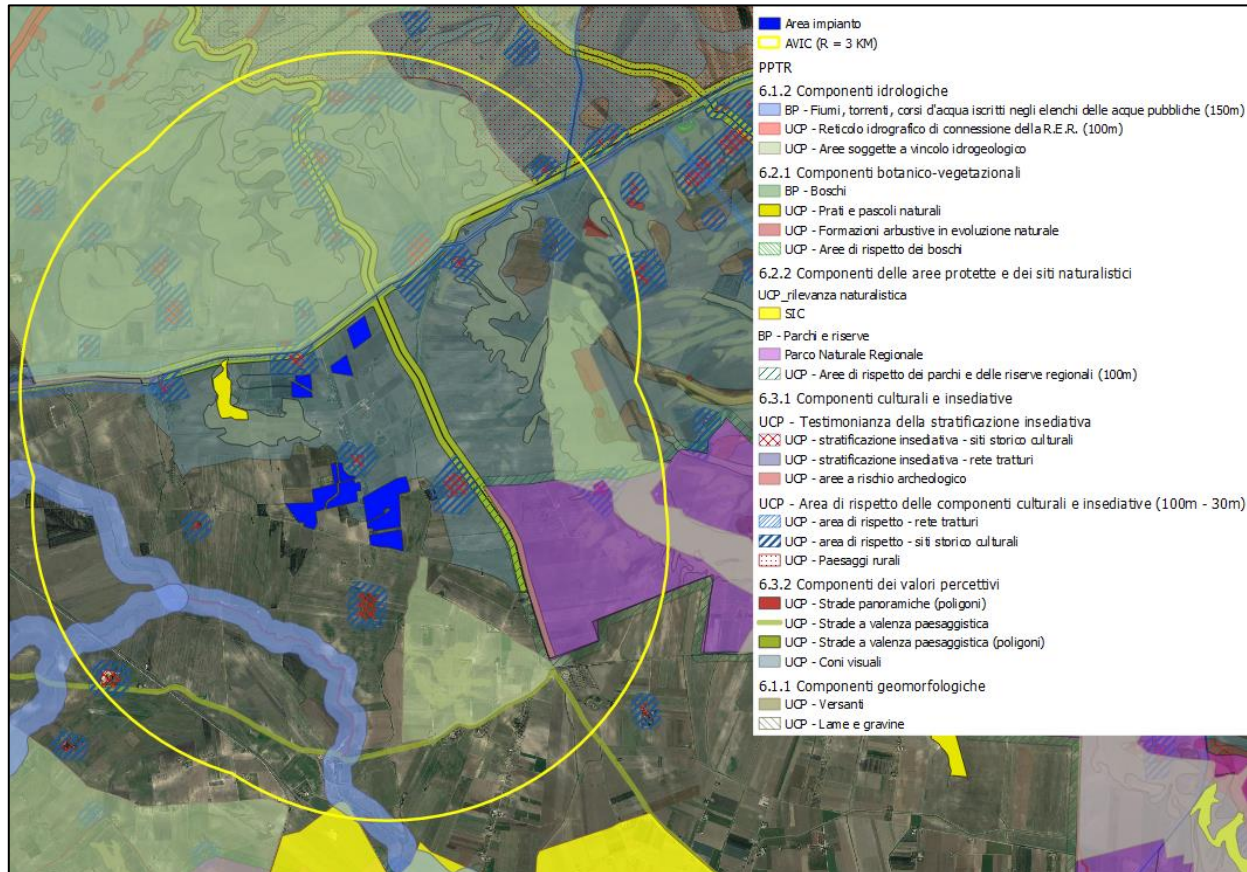 Area impianto
AVIC (R = 3 KM)
PPTR
6.1.2 Componenti idrologiche
BP - Fiumi, torrenti, corsi d'acqua iscritti negli elenchi delle acque pubbliche (150m)
UCP - Reticolo idrografico di connessione della R.E.R. (100m)
UCP - Aree soggette a vincolo idrogeologico
6.2.1 Componenti botanico-vegetazionali
BP - Boschi
UCP - Prati e pascoli naturali
UCP - Formazioni arbustive in evoluzione naturale
UCP - Aree di rispetto dei boschi
6.2.2 Componenti delle aree protette e dei siti naturalistici
UCP_rilevanza naturalistica
SIC
BP - Parchi e riserve
Parco Naturale Regionale
UCP - Aree di rispetto dei parchi e delle riserve regionali (100m)
6.3.1 Componenti culturali e insediative
UCP - Testimonianza della stratificazione insediativa
UCP - stratificazione insediativa - siti storico culturali
UCP - stratificazione insediativa - rete tratturi
UCP - aree a rischio archeologico
UCP - Area di rispetto delle componenti culturali e insediative (100m - 30m)
UCP - area di rispetto - rete tratturi
UCP - area di rispetto - siti storico culturali
UCP - Paesaggi rurali
6.3.2 Componenti dei valori percettivi
UCP - Strade panoramiche (poligoni)
UCP - Strade a valenza paesaggistica
UCP - Strade a valenza paesaggistica (poligoni)
UCP - Coni visuali
6.1.1 Componenti geomorfologiche
UCP - Versanti
UCP - Lame e gravine